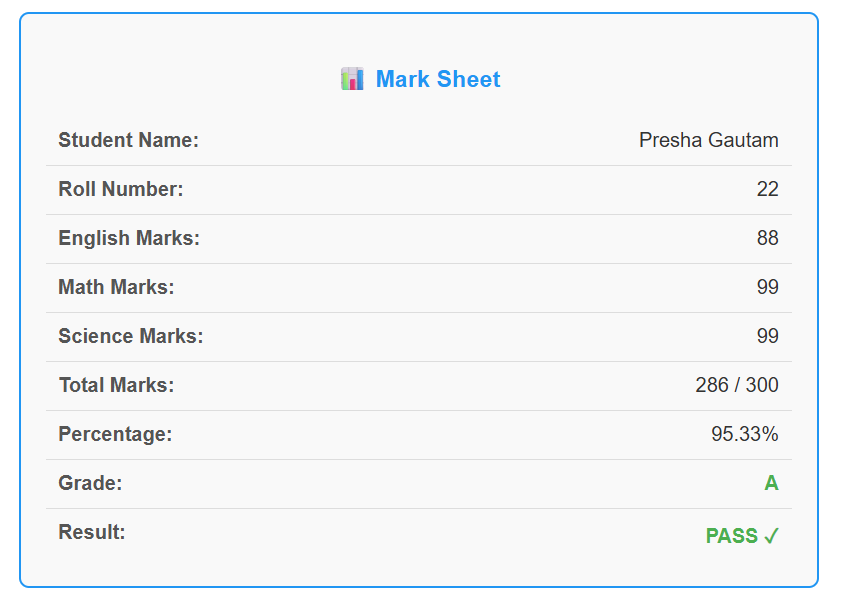 📊 Mark Sheet
Student Name: Presha Gautam
Roll Number: 22
English Marks: 88
Math Marks: 99
Science Marks: 99
Total Marks: 286 / 300
Percentage: 95.33%
Grade: A
Result: PASS ✓